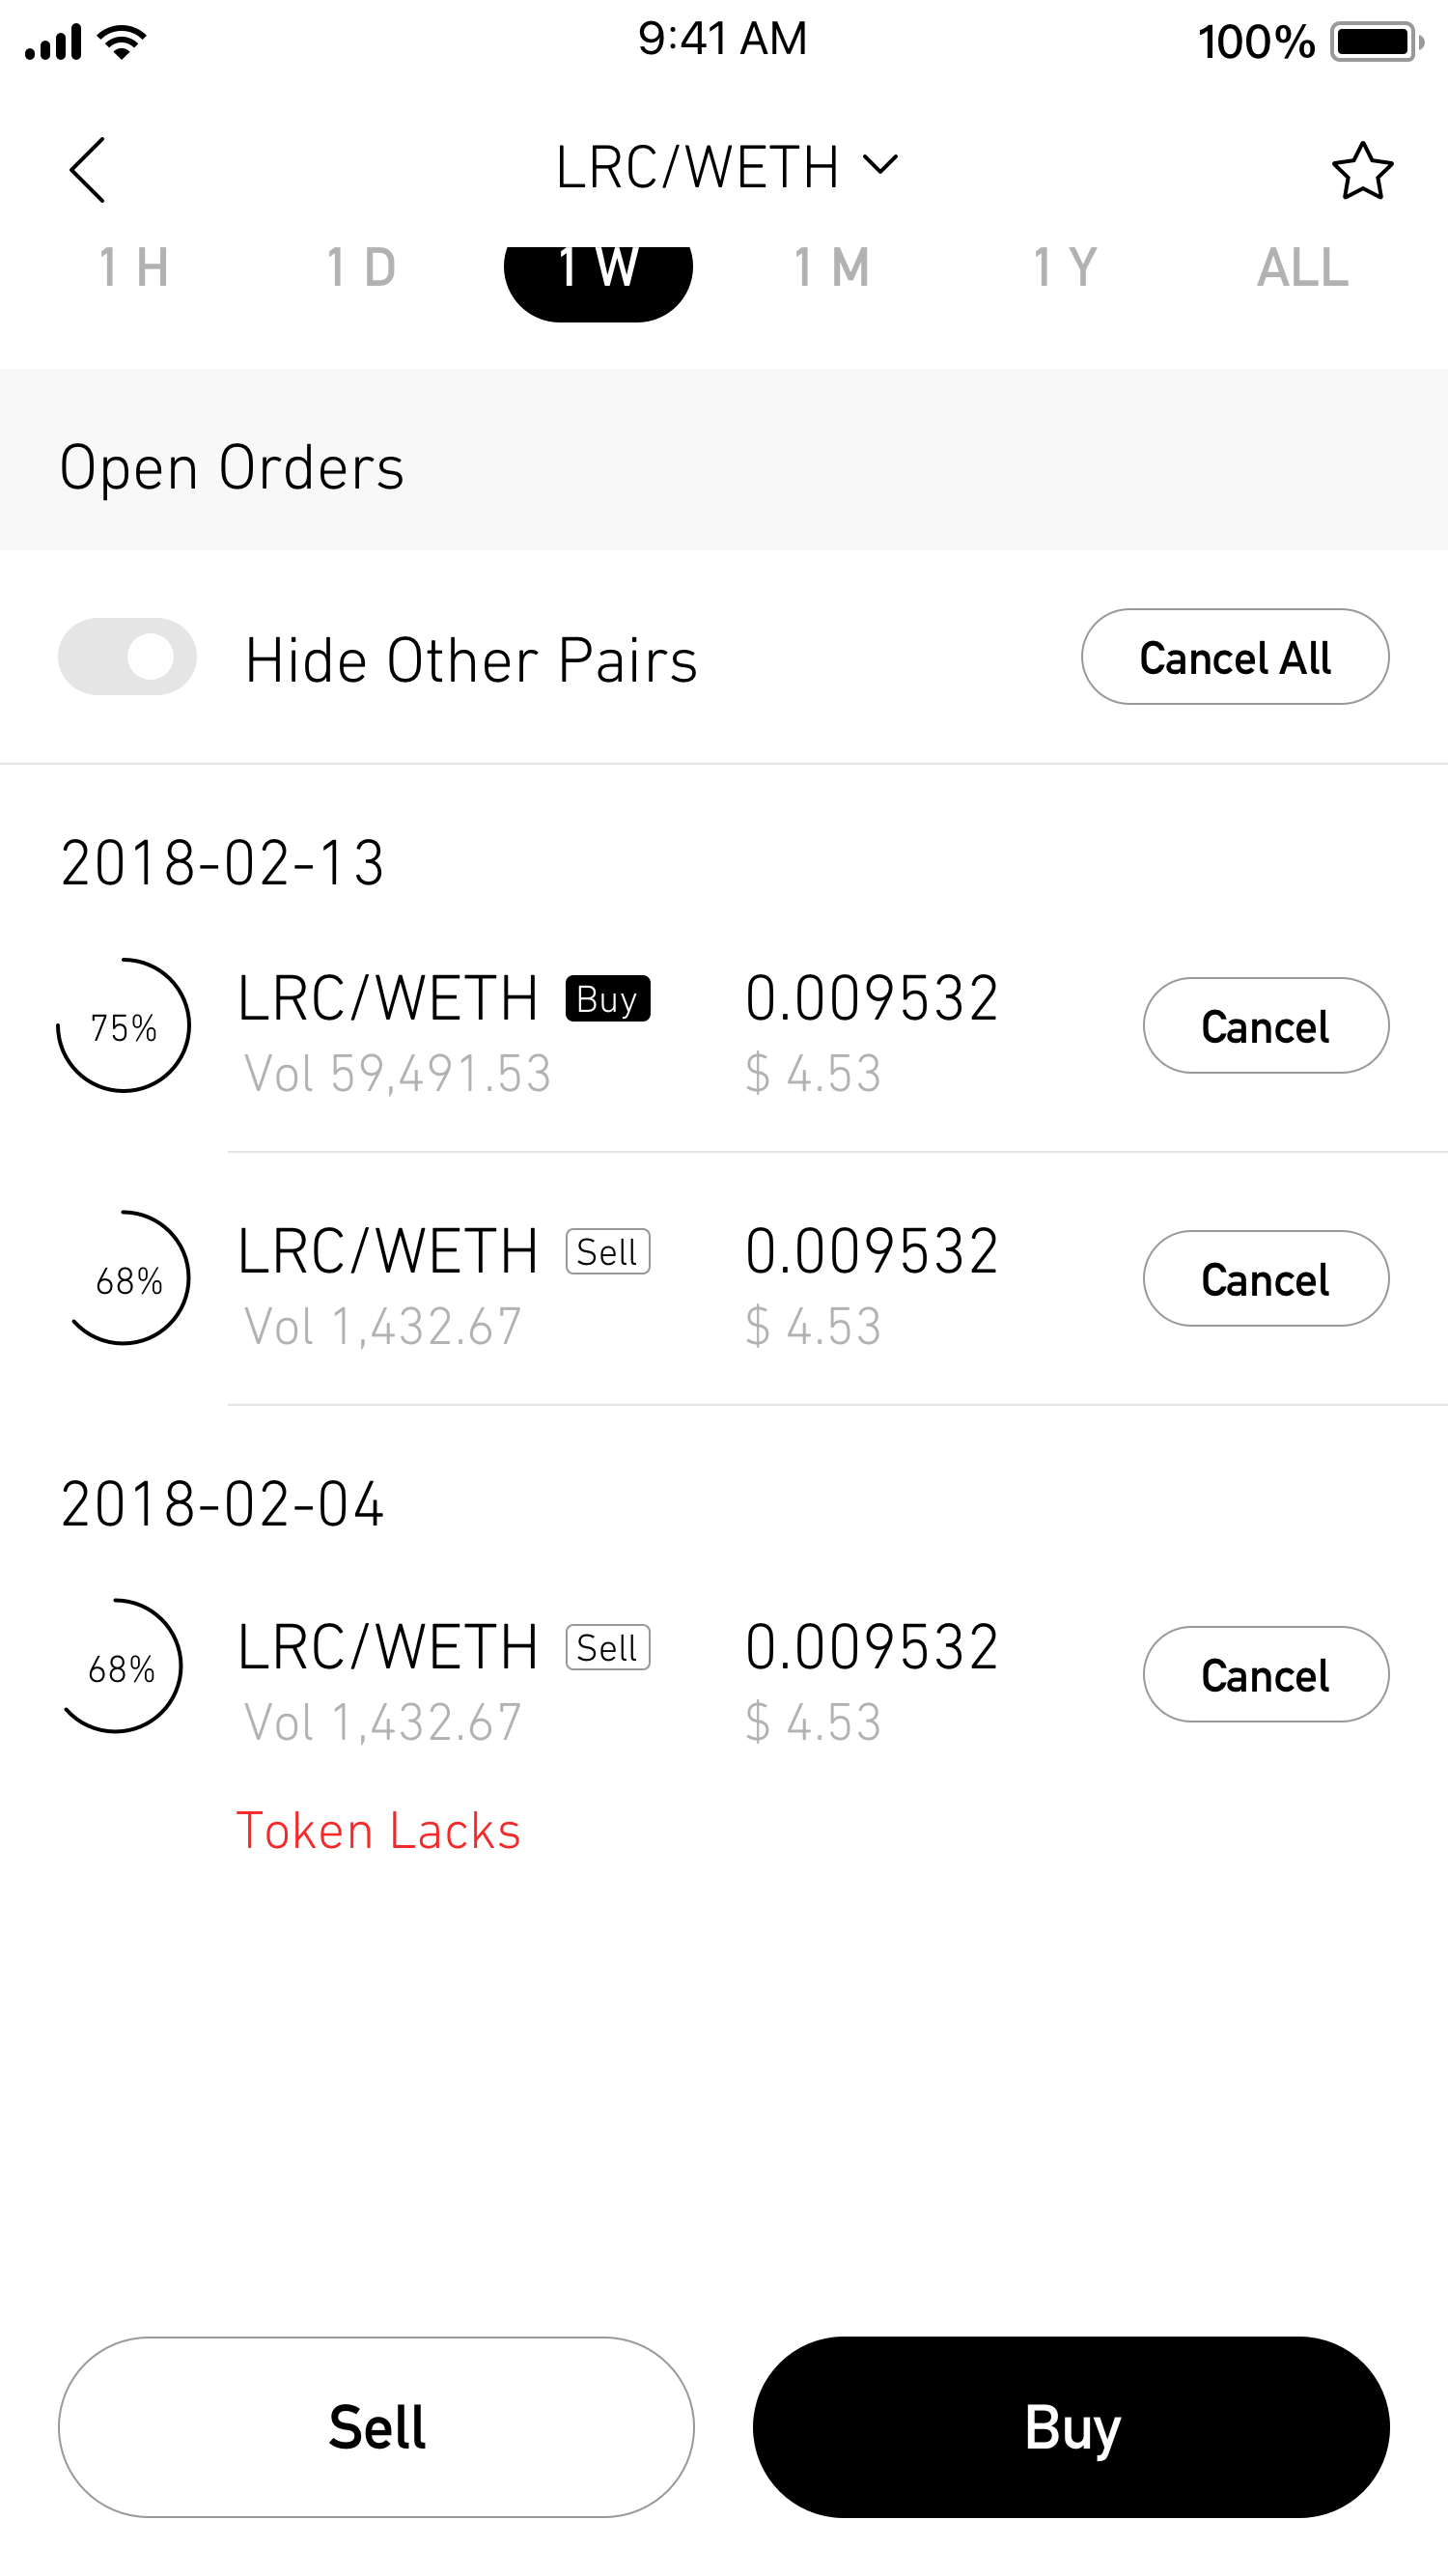 9:41 AM 100%
LRC/WETH
1 H 1 D 1 W 1 M 1 Y ALL
Open Orders
Hide Other Pairs Cancel All
2018-02-13
75% LRC/WETH Buy 0.009532 Cancel
Vol 59,491.53 $ 4.53
68% LRC/WETH Sell 0.009532 Cancel
Vol 1,432.67 $ 4.53
2018-02-04
68% LRC/WETH Sell 0.009532 Cancel
Vol 1,432.67 $ 4.53
Token Lacks
Sell Buy